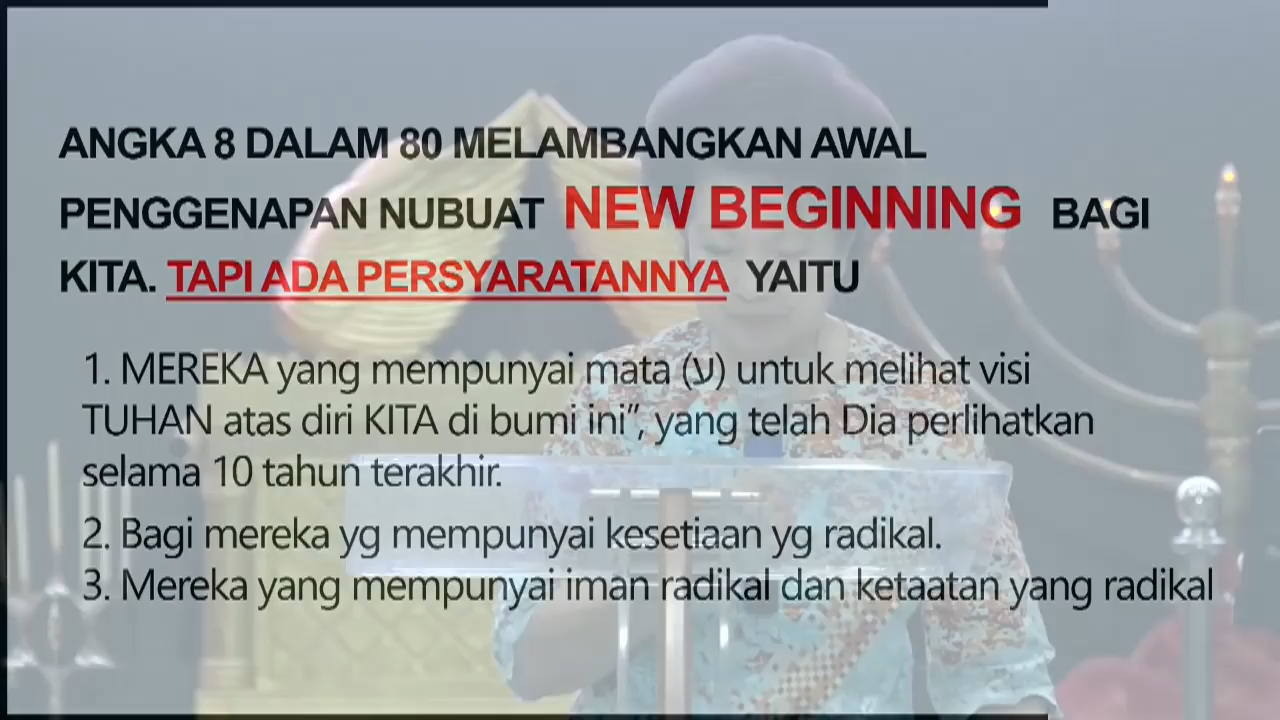 ANGKA 8 DALAM 80 MELAMBANGKAN AWAL
PENGGENAPAN NUBUAT NEW BEGINNING BAGI
KITA. TAPI ADA PERSYARATANNYA YAITU
1. MEREKA yang mempunyai mata (ע) untuk melihat visi
TUHAN atas diri KITA di bumi ini”, yang telah Dia perlihatkan
selama 10 tahun terakhir.
2. Bagi mereka yg mempunyai kesetiaan yg radikal.
3. Mereka yang mempunyai iman radikal dan ketaatan yang radikal